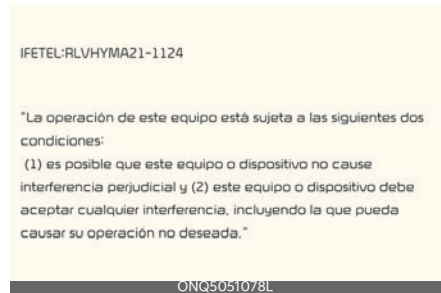 IFETEL:RLVHYMA21-1124
"La operación de este equipo está sujeta a las siguientes dos
condiciones:
(1) es posible que este equipo o dispositivo no cause
interferencia perjudicial y (2) este equipo o dispositivo debe
aceptar cualquier interferencia, incluyendo la que pueda
causar su operación no deseada."
ONQ5051078L